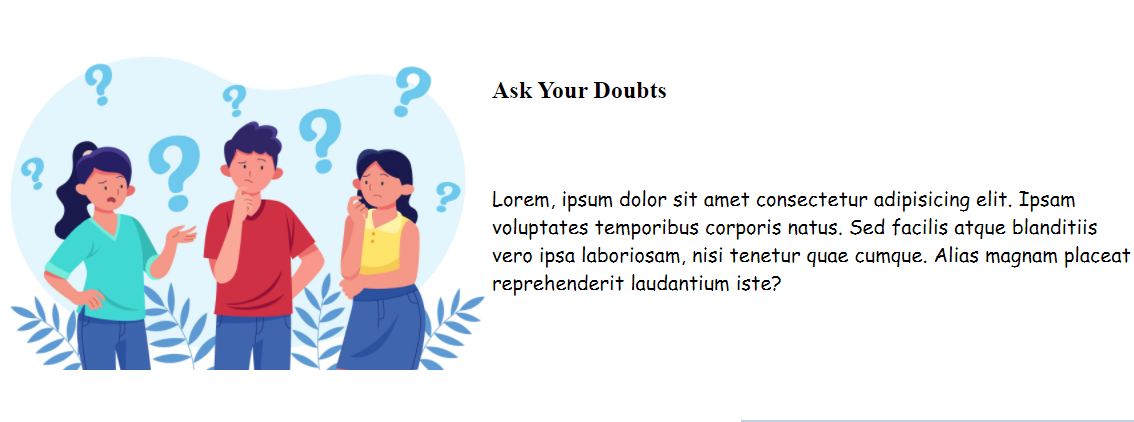 ?
?
?
?
?
?
?
Ask Your Doubts
Lorem, ipsum dolor sit amet consectetur adipisicing elit. Ipsam
voluptates temporibus corporis natus. Sed facilis atque blanditiis
vero ipsa laboriosam, nisi tenetur quae cumque. Alias magnam placeat
reprehenderit laudantium iste?